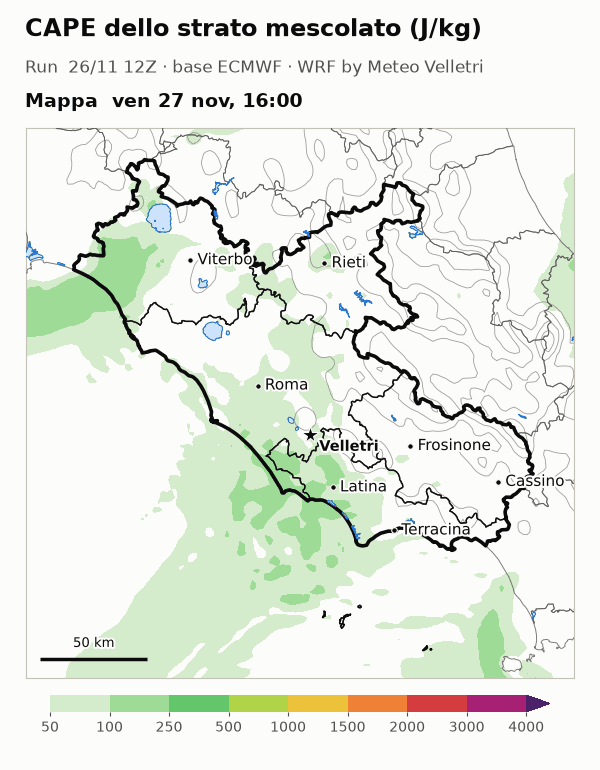 CAPE dello strato mescolato (J/kg)
Run 26/11 12Z · base ECMWF · WRF by Meteo Velletri
Mappa ven 27 nov, 16:00
Viterbo
Rieti
Roma
Velletri
Frosinone
Cassino
Latina
Terracina
50 km
50 100 250 500 1000 1500 2000 3000 4000